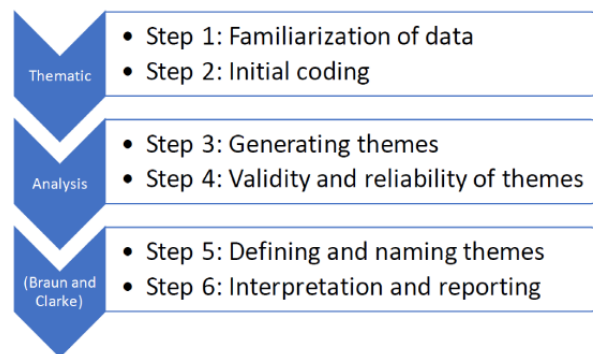 Thematic
• Step 1: Familiarization of data
• Step 2: Initial coding
Analysis
• Step 3: Generating themes
• Step 4: Validity and reliability of themes
(Braun and
Clarke)
• Step 5: Defining and naming themes
• Step 6: Interpretation and reporting